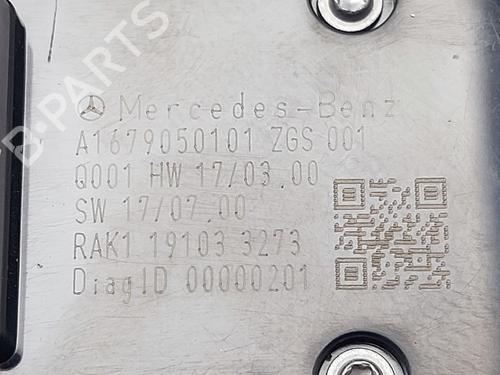 B-PARTS
Mercedes-Benz
A1679050101 ZGS 001
Q001 HW 17/03.00
SW 17/07.00
RAK1 19103 3273
DiagID 00000201